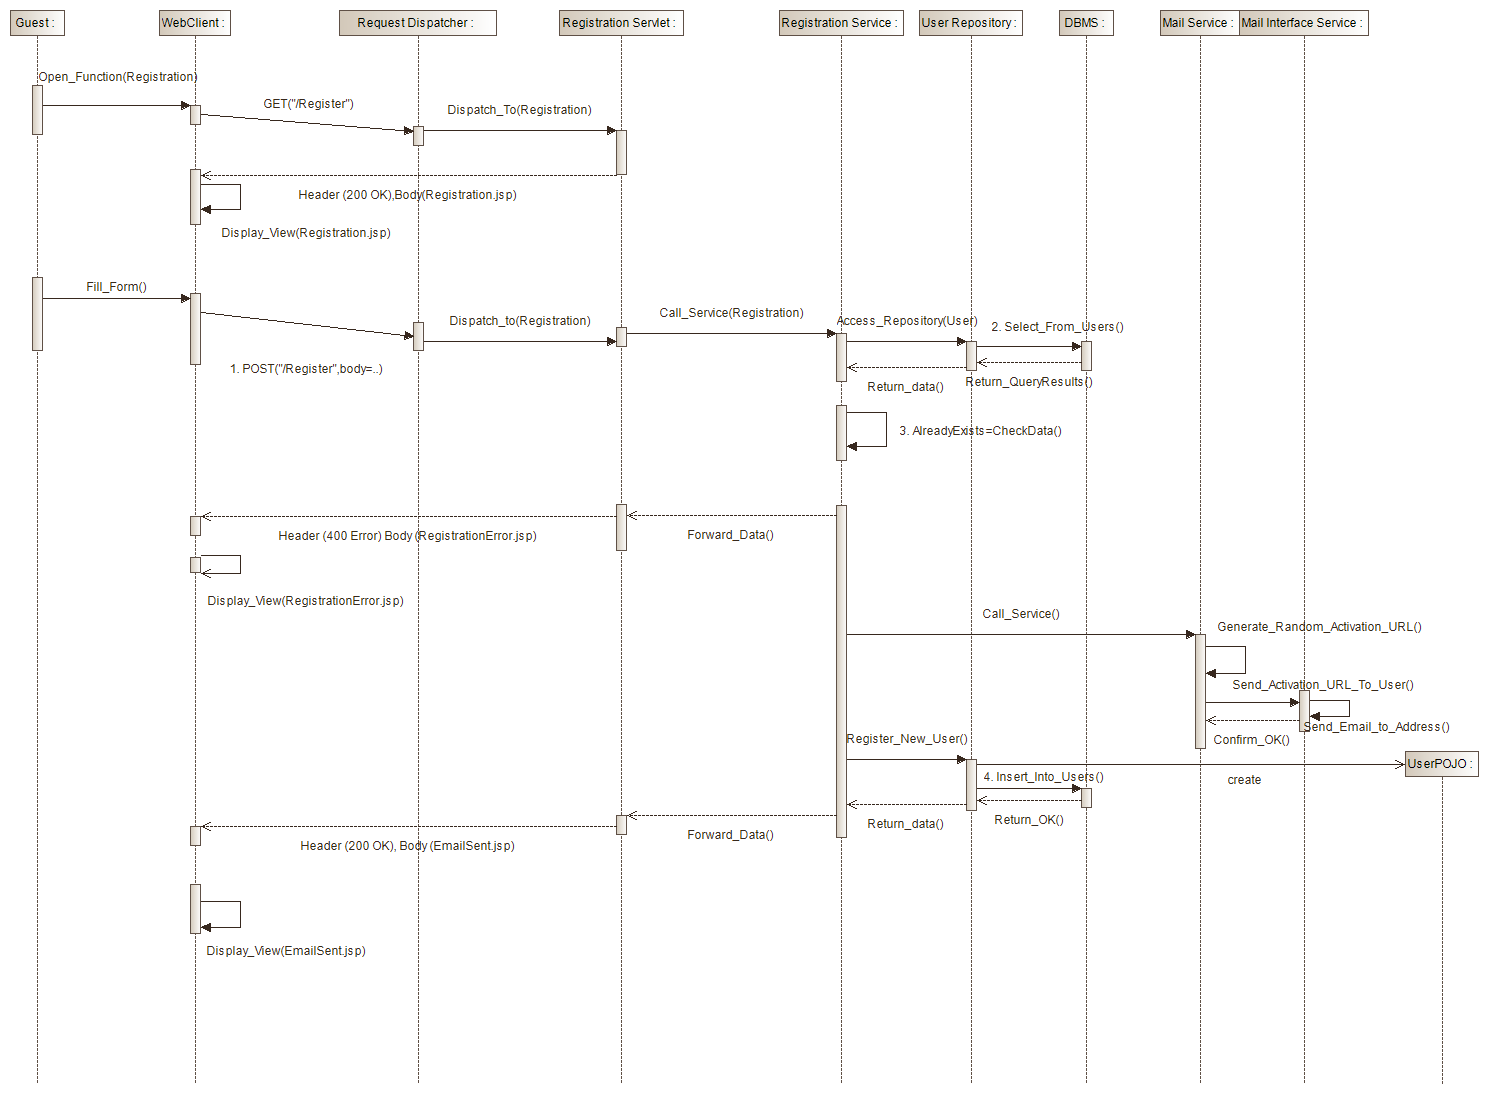 Guest :
WebClient :
Request Dispatcher :
Registration Servlet :
Registration Service :
User Repository :
DBMS :
Mail Service :
Mail Interface Service :
Open_Function(Registration)
GET("/Register")
Dispatch_To(Registration)
Header (200 OK),Body(Registration.jsp)
Display_View(Registration.jsp)
Fill_Form()
Dispatch_to(Registration)
Call_Service(Registration)
Access_Repository(User)
2. Select_From_Users()
1. POST("/Register",body=..)
Return_data()
Return_QueryResults()
3. AlreadyExists=CheckData()
Header (400 Error) Body (RegistrationError.jsp)
Forward_Data()
Display_View(RegistrationError.jsp)
Call_Service()
Generate_Random_Activation_URL()
Send_Activation_URL_To_User()
Send_Email_to_Address()
Confirm_OK()
Register_New_User()
UserPOJO :
4. Insert_Into_Users()
create
Return_data()
Return_OK()
Forward_Data()
Header (200 OK), Body (EmailSent.jsp)
Display_View(EmailSent.jsp)